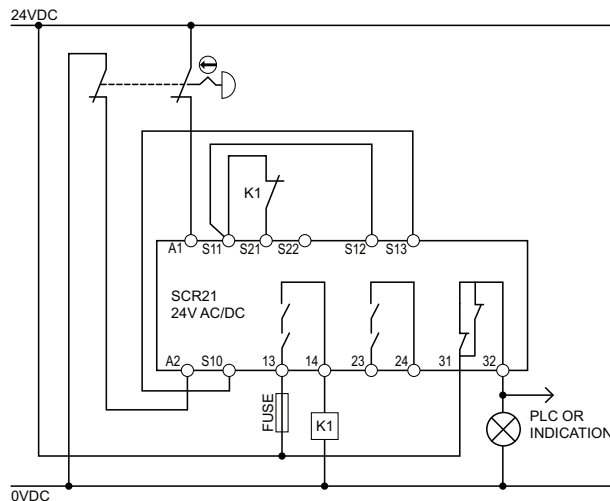 24VDC
K1
A1
S11
S21
S22
S12
S13
SCR21
24V AC/DC
A2
S10
13
14
23
24
31
32
FUSE
K1
PLC OR
INDICATION
0VDC